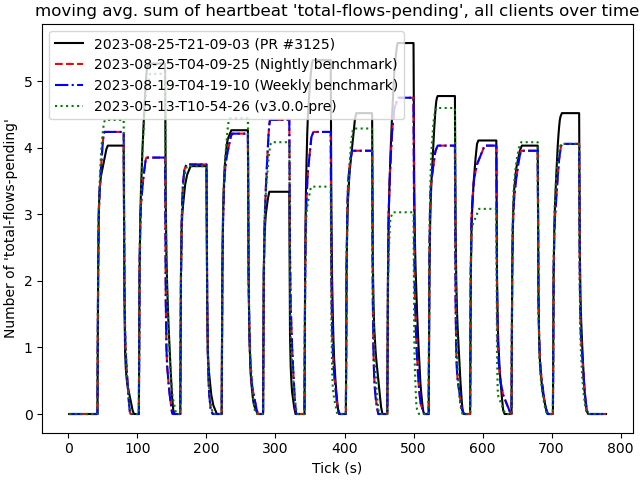 moving avg. sum of heartbeat 'total-flows-pending', all clients over time
2023-08-25-T21-09-03 (PR #3125)
2023-08-25-T04-09-25 (Nightly benchmark)
2023-08-19-T04-19-10 (Weekly benchmark)
2023-05-13-T10-54-26 (v3.0.0-pre)
Number of 'total-flows-pending'
5
4
3
2
1
0
0 100 200 300 400 500 600 700 800
Tick (s)